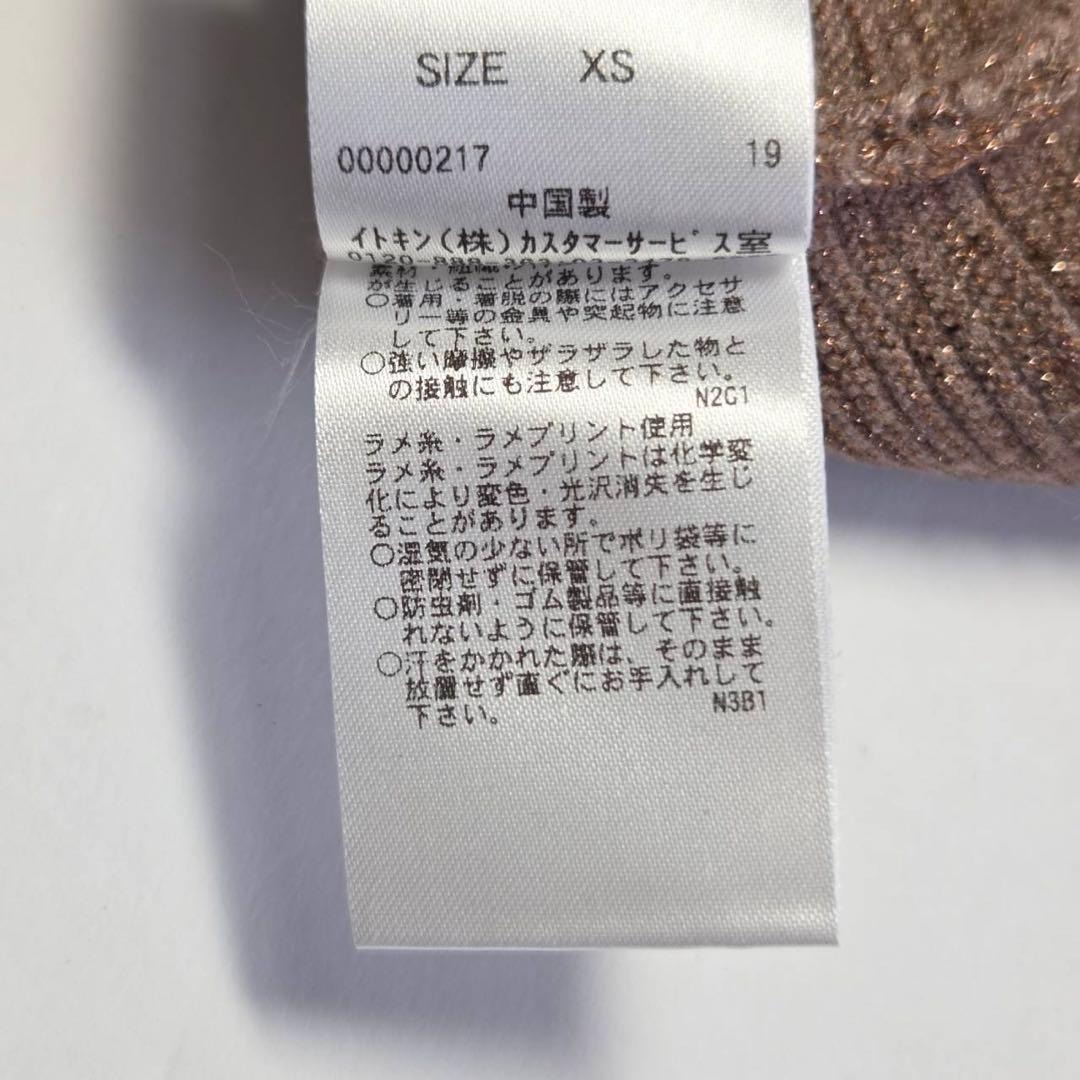 SIZE XS
00000217 19
中国製
イトキン(株)カスタマーサービス室
0120-888-383
素材・組織
が生じることがあります。
○着用・着脱の際にはアクセサ
リー等の金具や突起物に注意
して下さい。
○強い摩擦やザラザラした物と
の接触にも注意して下さい。
N2C1
ラメ糸・ラメプリント使用
ラメ糸・ラメプリントは化学変
化により変色・光沢消失を生じ
ることがあります。
○湿気の少ない所でポリ袋等に
密閉せずに保管して下さい。
○防虫剤・ゴム製品等に直接触
れないように保管して下さい。
○汗をかかれた際は、そのまま
放置せず直ぐにお手入れして
下さい。
N3B1